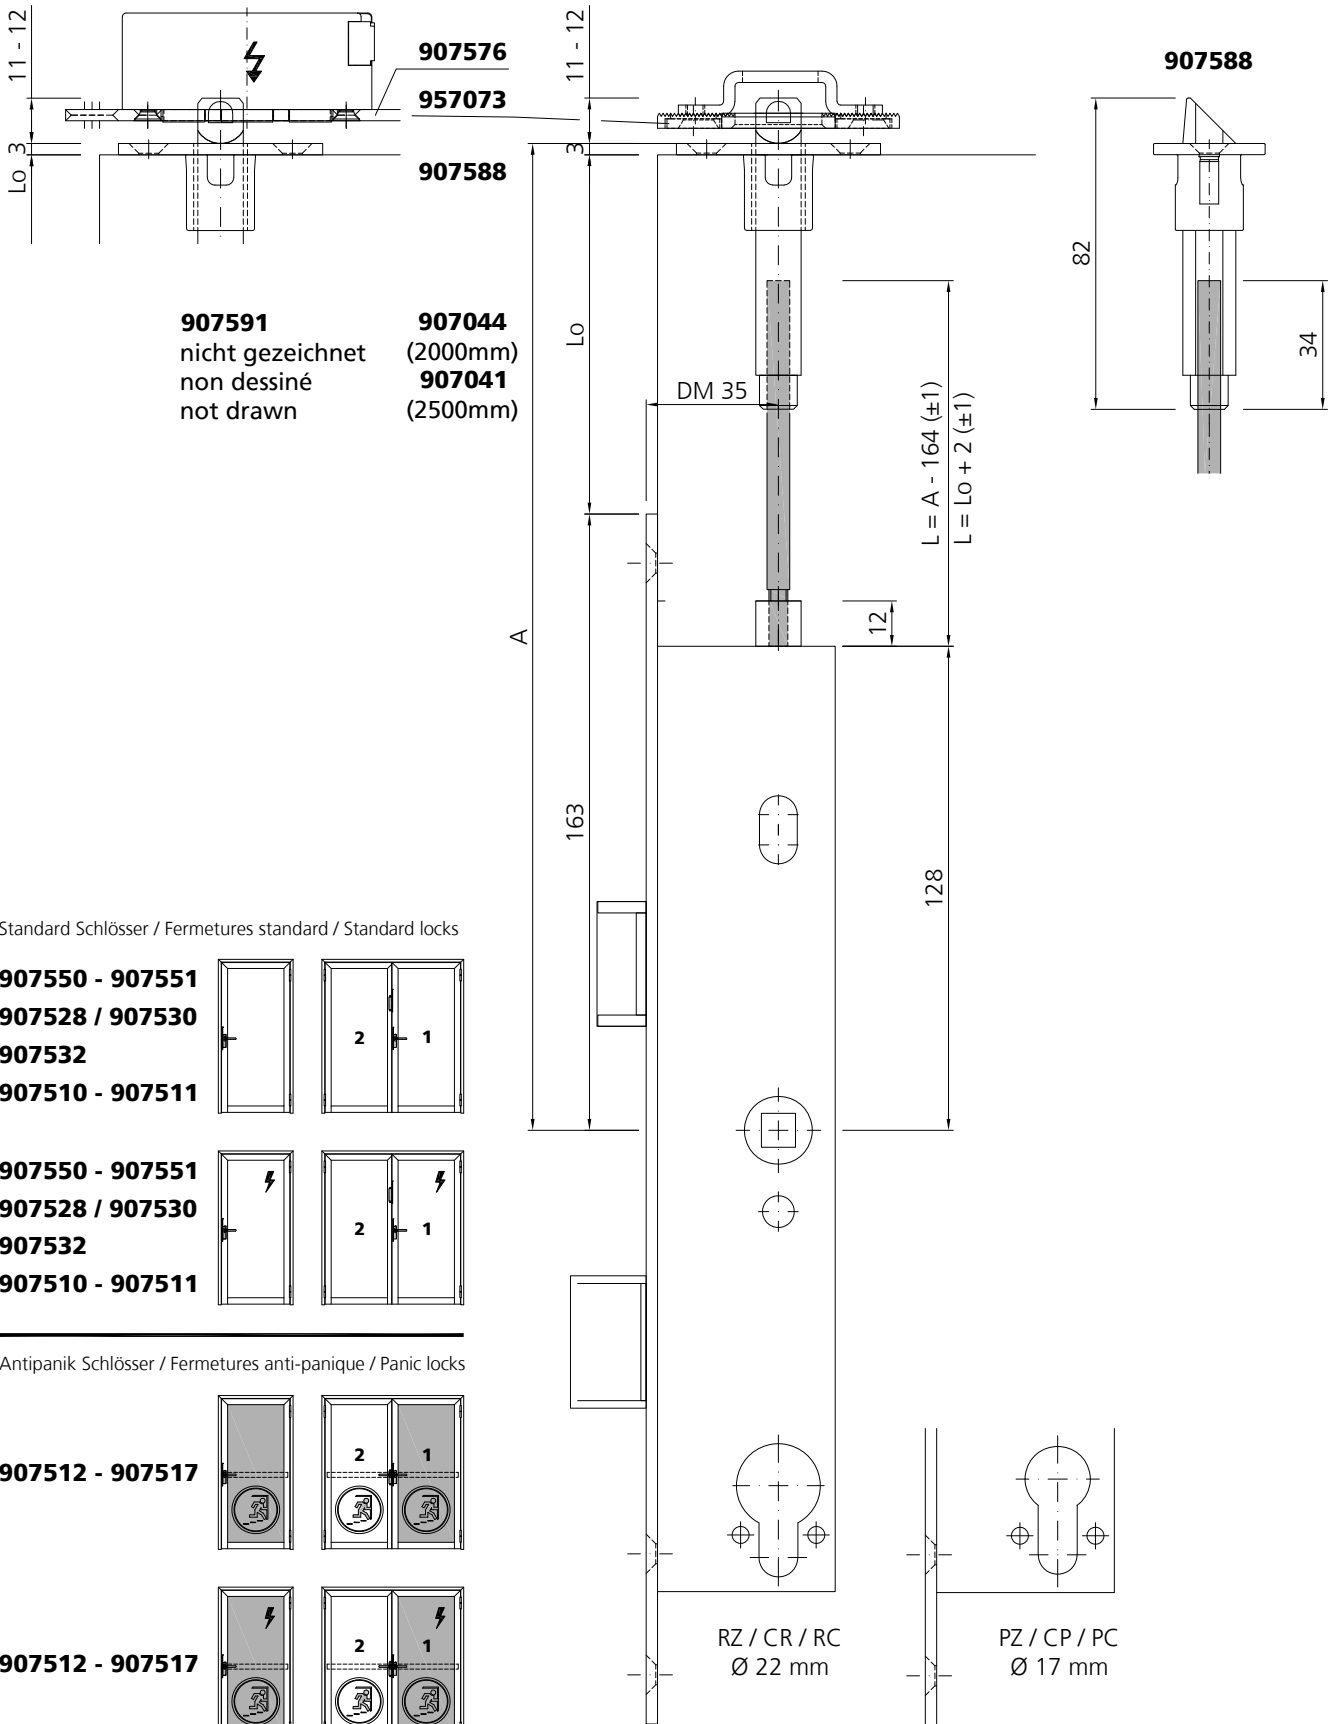 11 - 12
3
Lo
907576
957073
907588
11 - 12
3
Lo
907588
82
34
907591
nicht gezeichnet
non dessiné
not drawn
907044
(2000mm)
907041
(2500mm)
DM 35
L = A - 164 (±1)
L = Lo + 2 (±1)
12
A
163
128
Standard Schlösser / Fermetures standard / Standard locks
907550 - 907551
907528 / 907530
907532
907510 - 907511
2
1
907550 - 907551
907528 / 907530
907532
907510 - 907511
2
1
Antipanik Schlösser / Fermetures anti-panique / Panic locks
907512 - 907517
2
1
907512 - 907517
2
1
RZ / CR / RC
Ø 22 mm
PZ / CP / PC
Ø 17 mm